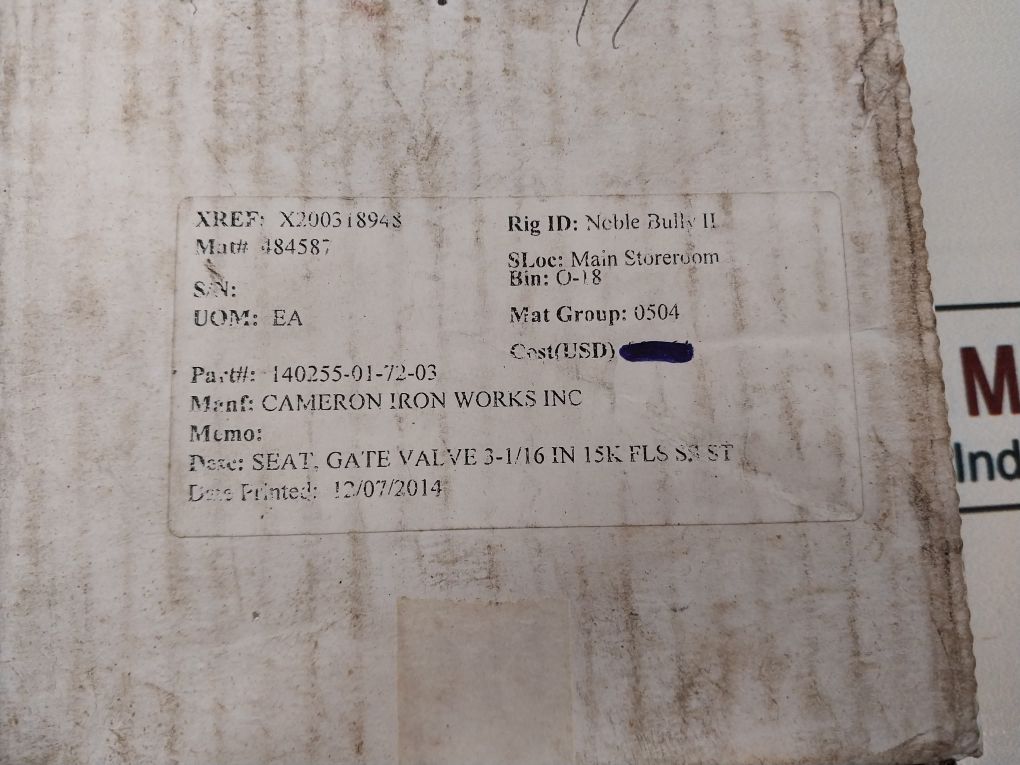 XREF: X200318948
Mat# 484587
S/N:
UOM: EA
Part#: 140255-01-72-03
Manf: CAMERON IRON WORKS INC
Memo:
Desc: SEAT, GATE VALVE 3-1/16 IN 15K FLS SS ST
Date Printed: 12/07/2014
Rig ID: Noble Bully II
SLoc: Main Storeroom
Bin: O-18
Mat Group: 0504
Cost(USD)
M
Ind